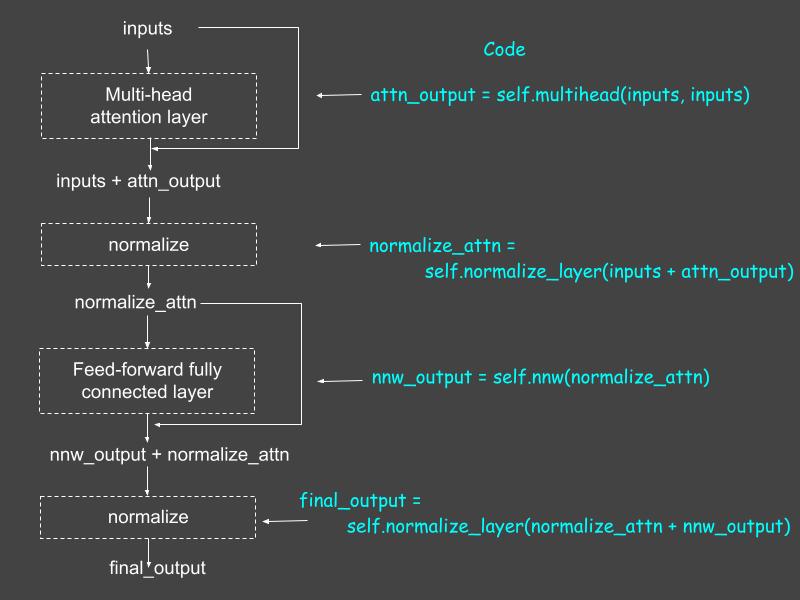 inputs
Code
Multi-head
attention layer
attn_output = self.multihead(inputs, inputs)
inputs + attn_output
normalize
normalize_attn =
self.normalize_layer(inputs + attn_output)
normalize_attn
Feed-forward fully
connected layer
nnw_output = self.nnw(normalize_attn)
nnw_output + normalize_attn
normalize
final_output =
self.normalize_layer(normalize_attn + nnw_output)
final_output